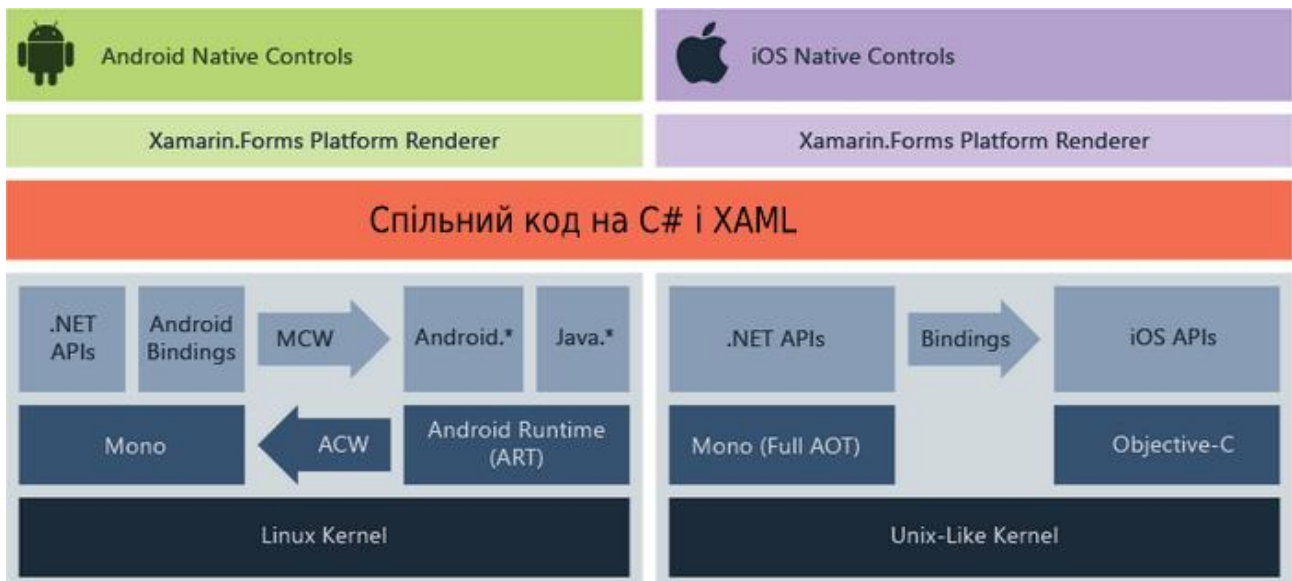 Android Native Controls
iOS Native Controls
Xamarin.Forms Platform Renderer
Xamarin.Forms Platform Renderer
Спільний код на C# і XAML
.NET
APIs
Android
Bindings
MCW
Android.*
Java.*
.NET APIs
Bindings
iOS APIs
Mono
ACW
Android Runtime
(ART)
Mono (Full AOT)
Objective-C
Linux Kernel
Unix-Like Kernel